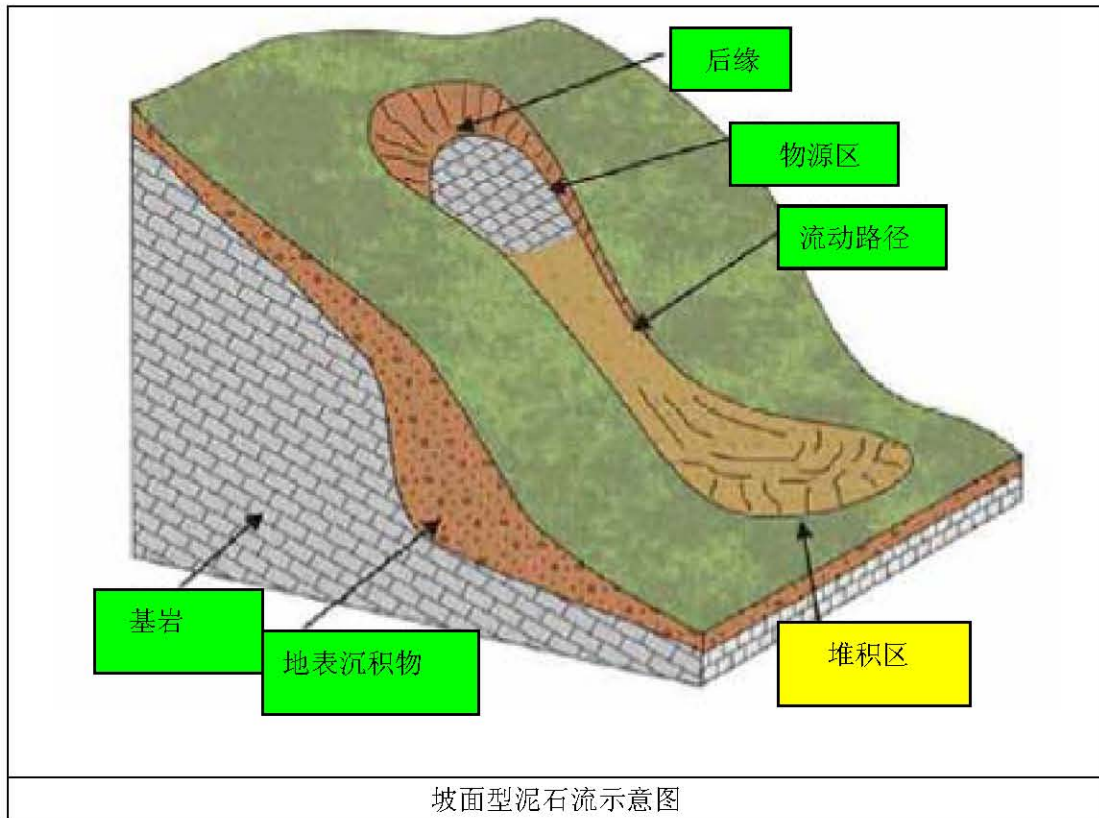 后缘
物源区
流动路径
基岩
地表沉积物
堆积区
坡面型泥石流示意图